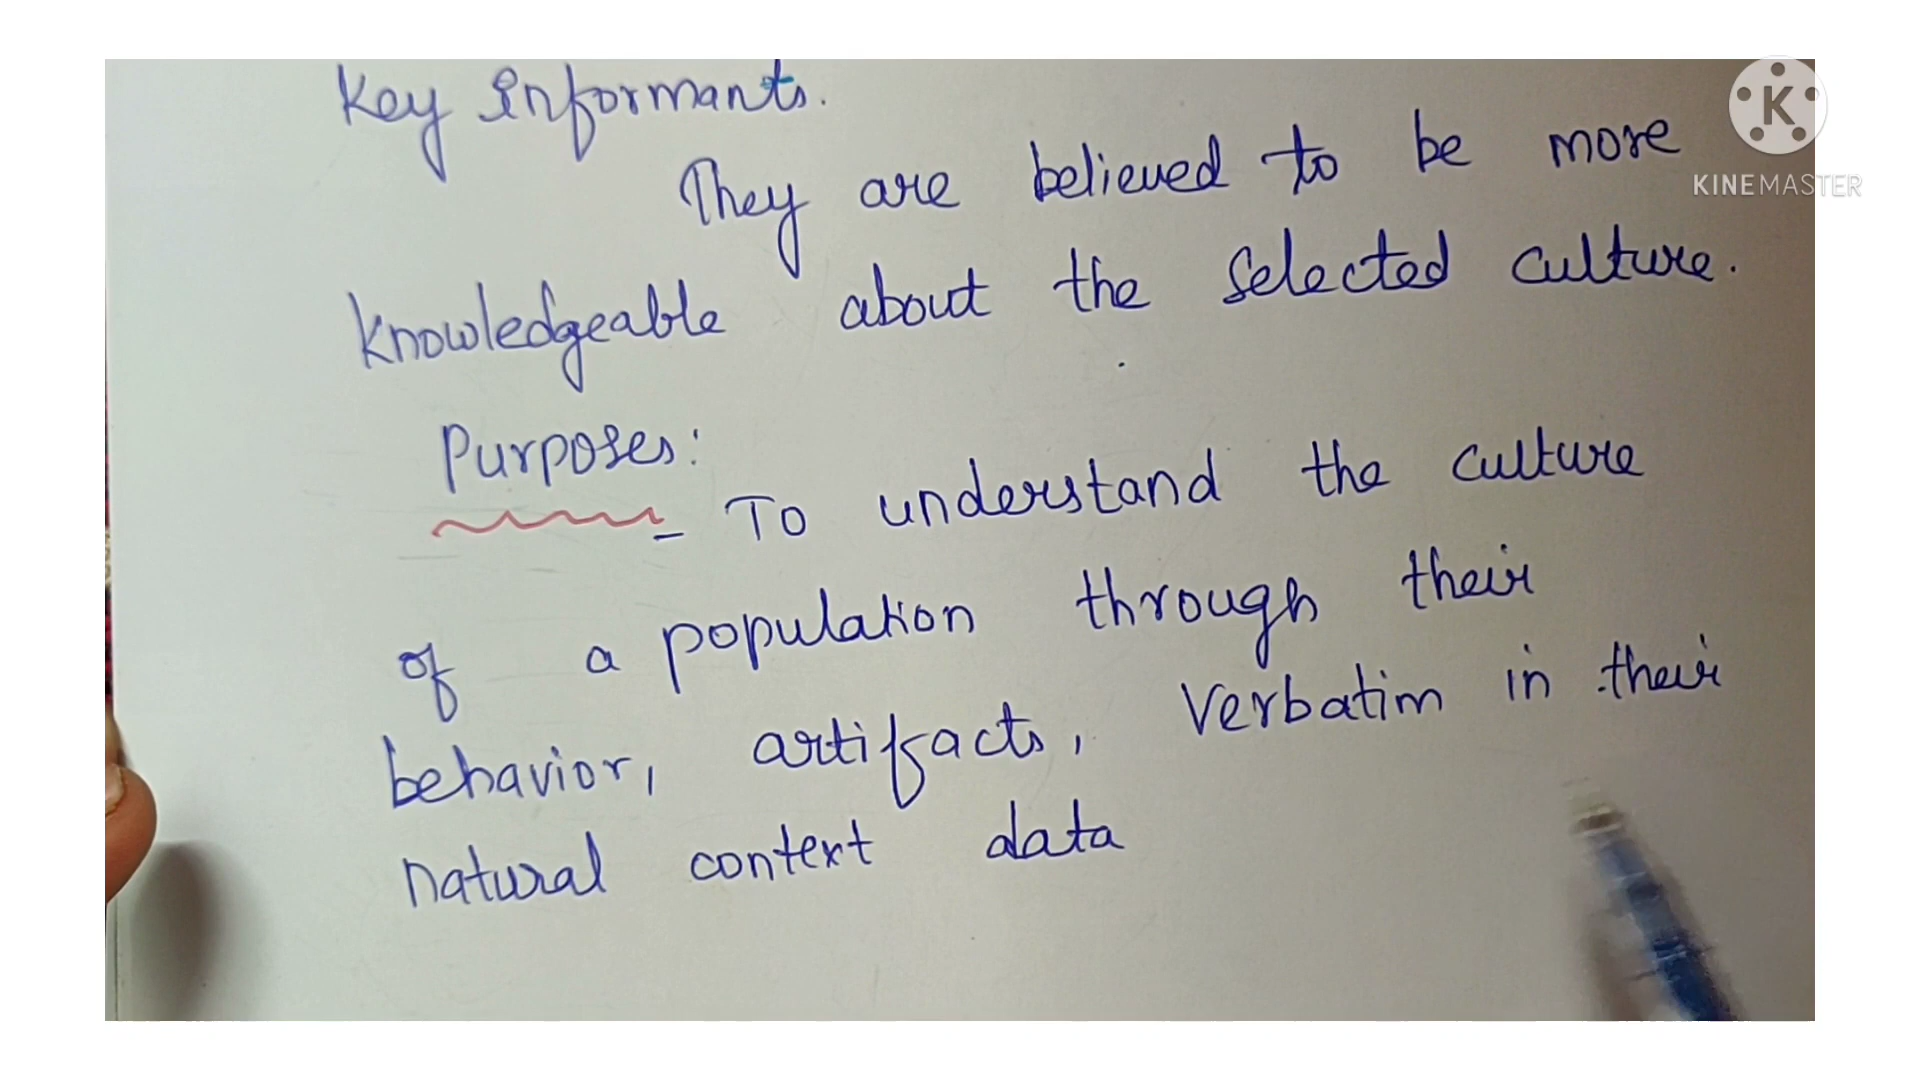 Key Informants.
They are believed to be more
knowledgeable about the selected culture.
Purposes:
- To understand the culture
of a population through their
behavior, artifacts, verbatim in their
natural context data
K
KINEMASTER